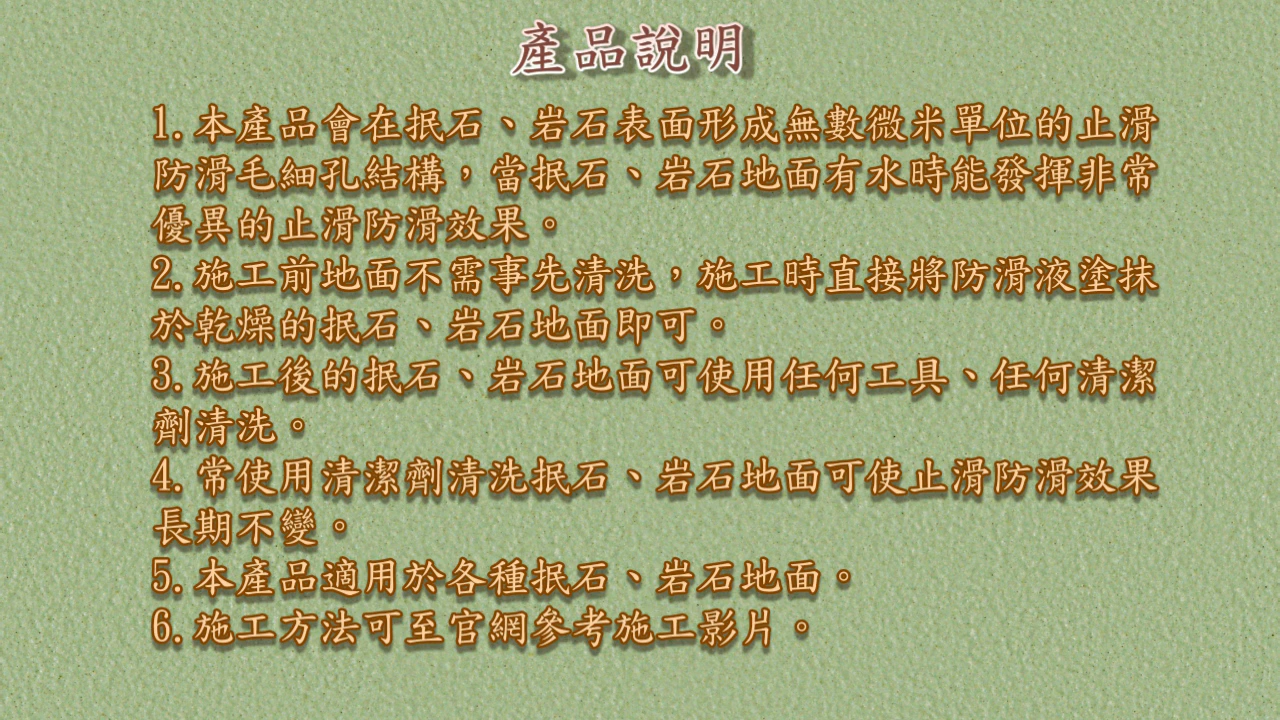 產品說明
1.本產品會在抿石、岩石表面形成無數微米單位的止滑
防滑毛細孔結構，當抿石、岩石地面有水時能發揮非常
優異的止滑防滑效果。
2.施工前地面不需事先清洗，施工時直接將防滑液塗抹
於乾燥的抿石、岩石地面即可。
3.施工後的抿石、岩石地面可使用任何工具、任何清潔
劑清洗。
4.常使用清潔劑清洗抿石、岩石地面可使止滑防滑效果
長期不變。
5.本產品適用於各種抿石、岩石地面。
6.施工方法可至官網參考施工影片。